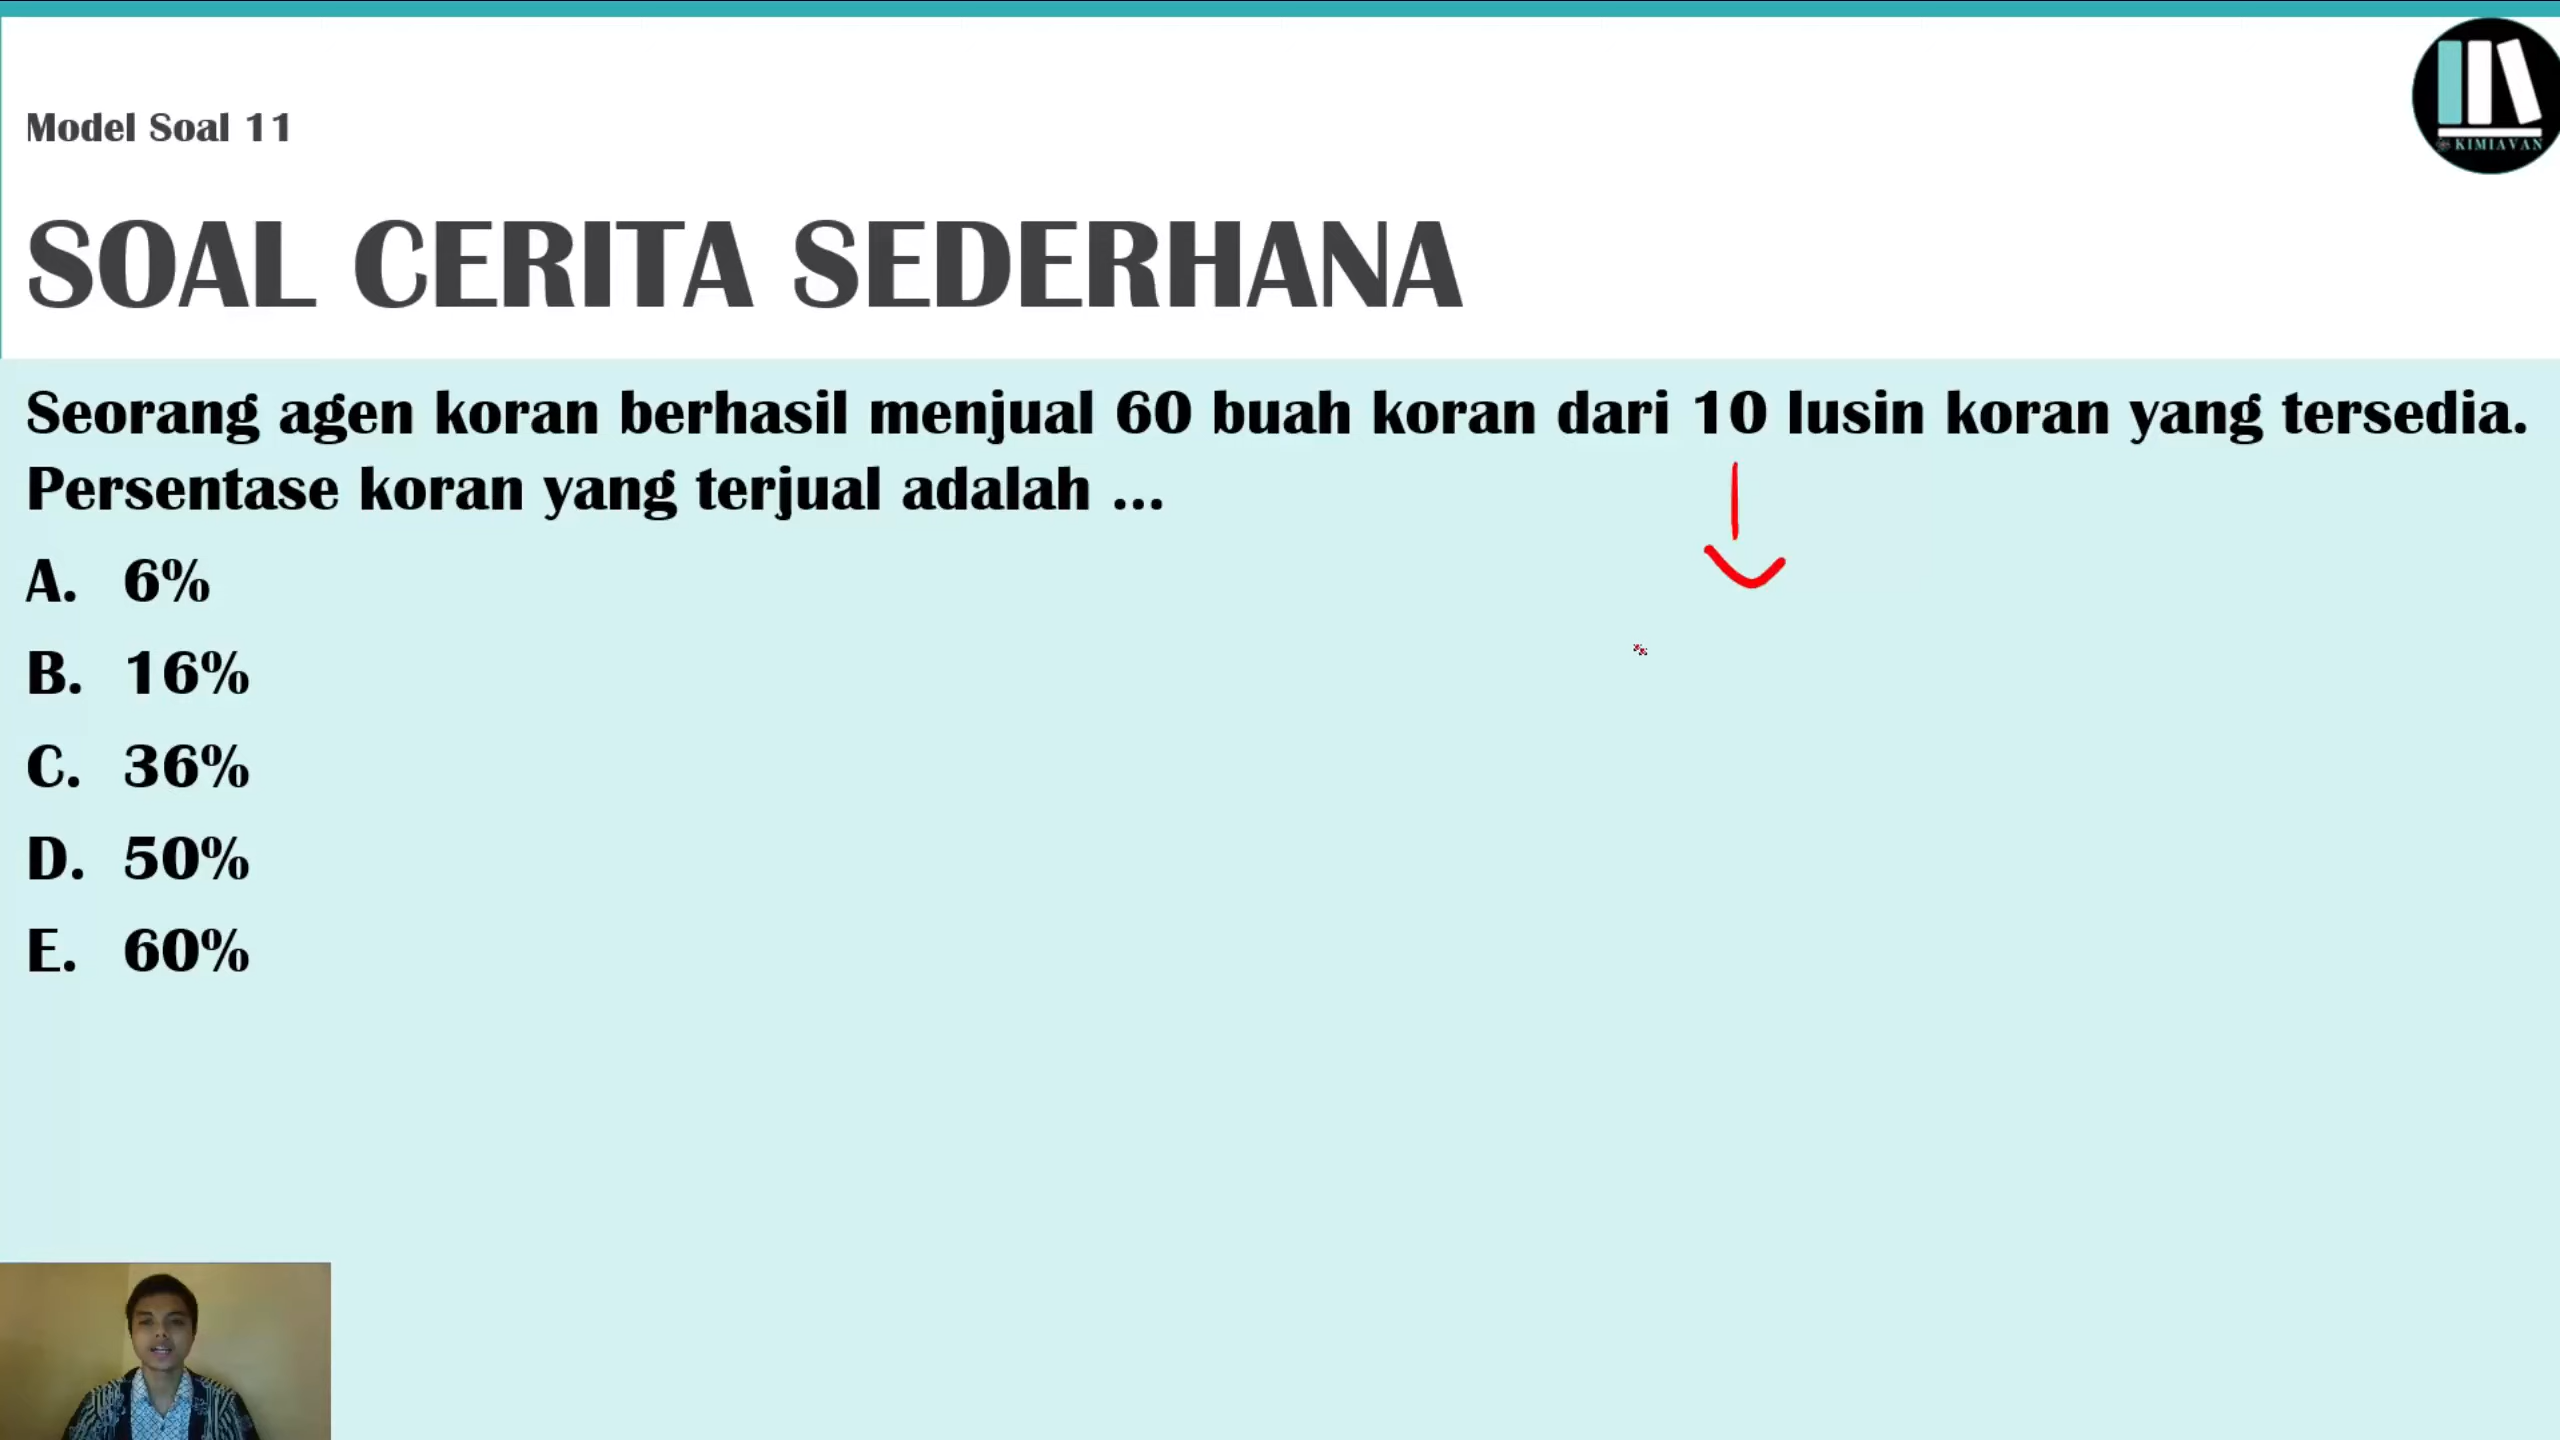 KIMIAVAN
Model Soal 11
SOAL CERITA SEDERHANA
Seorang agen koran berhasil menjual 60 buah koran dari 10 lusin koran yang tersedia.
Persentase koran yang terjual adalah ...
A. 6%
B. 16%
C. 36%
D. 50%
E. 60%